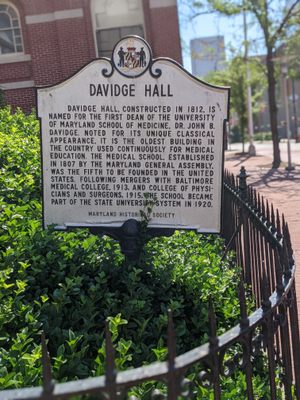 DAVIDGE HALL
DAVIDGE HALL, CONSTRUCTED IN 1812, IS
NAMED FOR THE FIRST DEAN OF THE UNIVERSITY
OF MARYLAND SCHOOL OF MEDICINE, DR. JOHN B.
DAVIDGE. NOTED FOR ITS UNIQUE CLASSICAL
APPEARANCE, IT IS THE OLDEST BUILDING IN
THE COUNTRY USED CONTINUOUSLY FOR MEDICAL
EDUCATION. THE MEDICAL SCHOOL, ESTABLISHED
IN 1807 BY THE MARYLAND GENERAL ASSEMBLY,
WAS THE FIFTH TO BE FOUNDED IN THE UNITED
STATES. FOLLOWING MERGERS WITH BALTIMORE
MEDICAL COLLEGE, 1913, AND COLLEGE OF PHYSI-
CIANS AND SURGEONS, 1915, THE SCHOOL BECAME
PART OF THE STATE UNIVERSITY SYSTEM IN 1920.
MARYLAND HISTORICAL SOCIETY